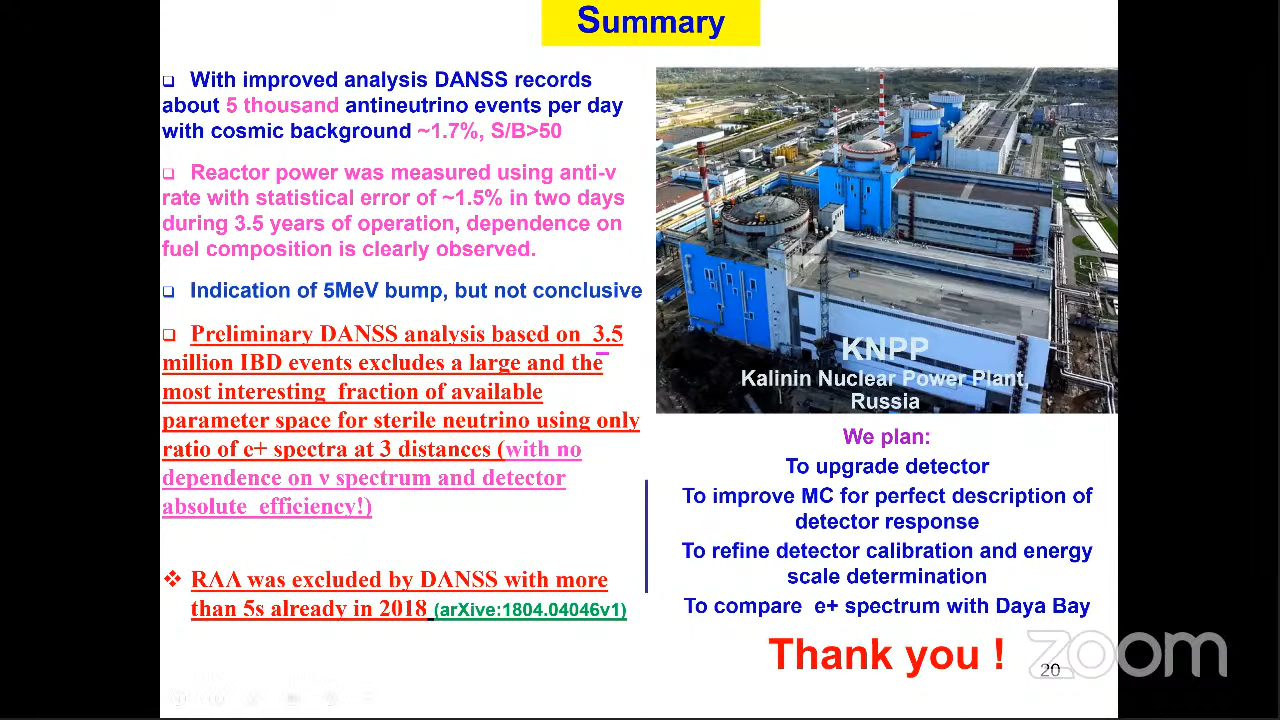 Summary
❑ With improved analysis DANSS records
about 5 thousand antineutrino events per day
with cosmic background ~1.7%, S/B>50
❑ Reactor power was measured using anti-ν
rate with statistical error of ~1.5% in two days
during 3.5 years of operation, dependence on
fuel composition is clearly observed.
❑ Indication of 5MeV bump, but not conclusive
❑ Preliminary DANSS analysis based on 3.5
million IBD events excludes a large and the
most interesting fraction of available
parameter space for sterile neutrino using only
ratio of e+ spectra at 3 distances (with no
dependence on ν spectrum and detector
absolute efficiency!)
❖ RAA was excluded by DANSS with more
than 5s already in 2018 (arXive:1804.04046v1)
KNPP
Kalinin Nuclear Power Plant,
Russia
We plan:
To upgrade detector
To improve MC for perfect description of
detector response
To refine detector calibration and energy
scale determination
To compare e+ spectrum with Daya Bay
Thank you !
20
zoom